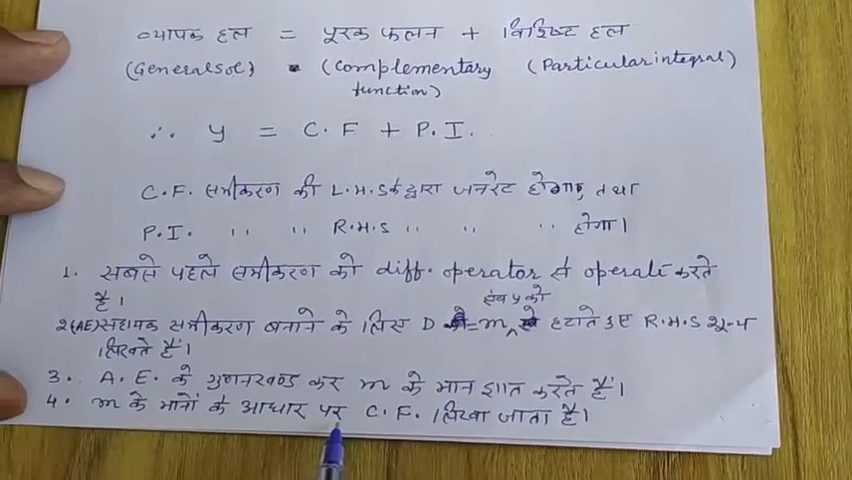 व्यापक हल = पूरक फलन + विशिष्ट हल
(General sol) = (Complementary function) (Particular integral)
∴ y = C.F + P.I.
C.F. समीकरण की L.H.S के द्वारा जनरेट होगा, तथा
P.I. '' '' R.H.S '' '' '' होगा।
1. सबसे पहले समीकरण को diff. operator से operate करते
है।
2(AE) सहायक समीकरण बनाने के लिए D = m, एवं y को हटाते हुए R.H.S शून्य
लिखते हैं।
3. A.E. के गुणनखण्ड कर m के मान ज्ञात करते हैं।
4. m के मानों के आधार पर C.F. लिखा जाता है।